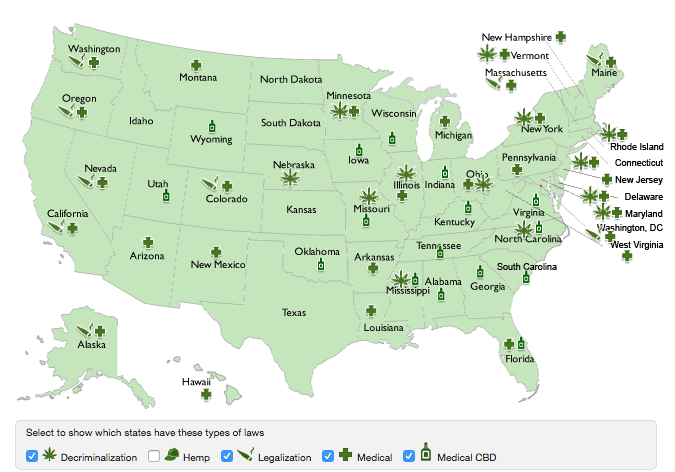 New Hampshire
Washington
Vermont
Massachusetts
Maine
Montana
North Dakota
Minnesota
Oregon
Wisconsin
Idaho
South Dakota
Michigan
New York
Wyoming
Rhode Island
Iowa
Pennsylvania
Connecticut
Nebraska
Nevada
Utah
Colorado
Illinois
Indiana
Ohio
New Jersey
Delaware
Kansas
Missouri
Virginia
Maryland
California
Kentucky
Washington, DC
North Carolina
West Virginia
Oklahoma
Tennessee
Arizona
New Mexico
Arkansas
South Carolina
Mississippi
Alabama
Georgia
Texas
Louisiana
Alaska
Florida
Hawaii
Select to show which states have these types of laws
Decriminalization Hemp Legalization Medical Medical CBD